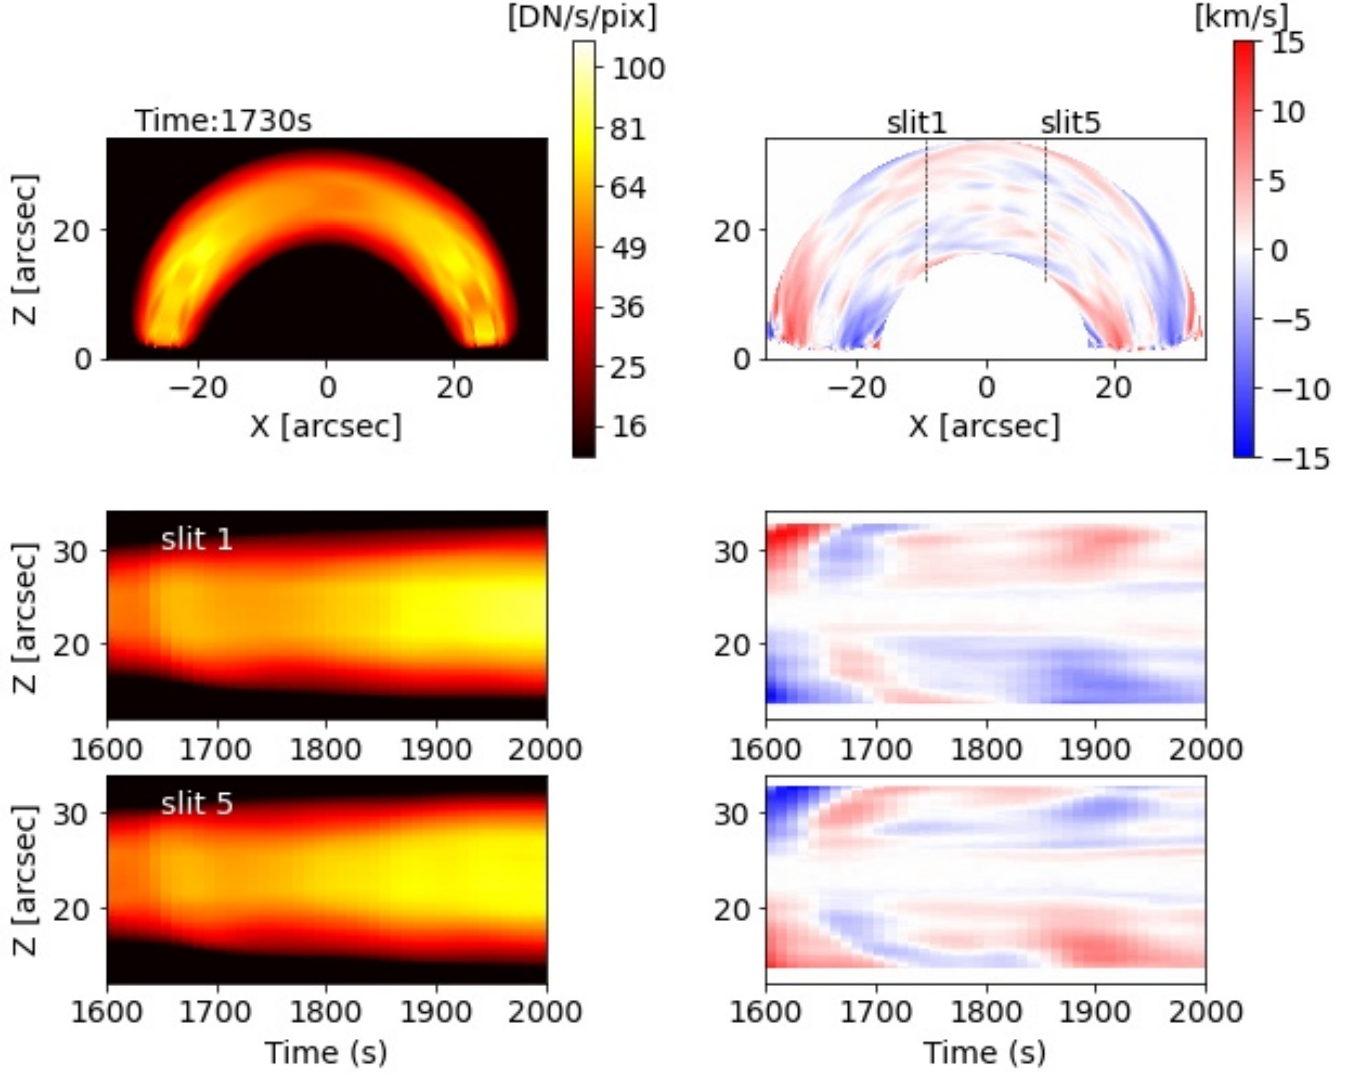 [DN/s/pix]
[km/s]
Time:1730s
slit1
slit5
100
81
64
49
36
25
16
15
10
5
0
−5
−10
−15
Z [arcsec]
20
0
−20
0
20
X [arcsec]
20
0
−20
0
20
X [arcsec]
slit 1
Z [arcsec]
30
20
1600 1700 1800 1900 2000
30
20
1600 1700 1800 1900 2000
slit 5
Z [arcsec]
30
20
1600 1700 1800 1900 2000
Time (s)
30
20
1600 1700 1800 1900 2000
Time (s)